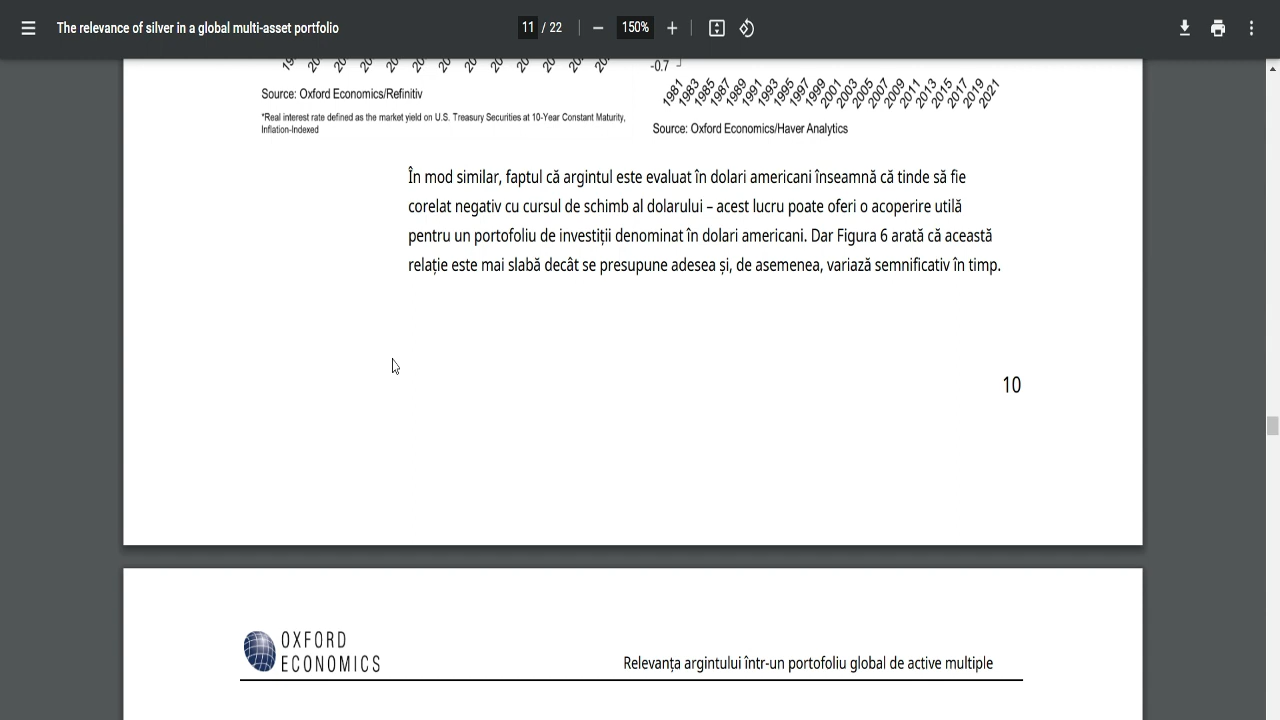 The relevance of silver in a global multi-asset portfolio
11 / 22
150%
-0.7
1981 1983 1985 1987 1989 1991 1993 1995 1997 1999 2001 2003 2005 2007 2009 2011 2013 2015 2017 2019 2021
Source: Oxford Economics/Refinitiv
*Real interest rate defined as the market yield on U.S. Treasury Securities at 10-Year Constant Maturity,
Inflation-Indexed
Source: Oxford Economics/Haver Analytics
În mod similar, faptul că argintul este evaluat în dolari americani înseamnă că tinde să fie
corelat negativ cu cursul de schimb al dolarului – acest lucru poate oferi o acoperire utilă
pentru un portofoliu de investiții denominat în dolari americani. Dar Figura 6 arată că această
relație este mai slabă decât se presupune adesea și, de asemenea, variază semnificativ în timp.
10
OXFORD
ECONOMICS
Relevanța argintului într-un portofoliu global de active multiple